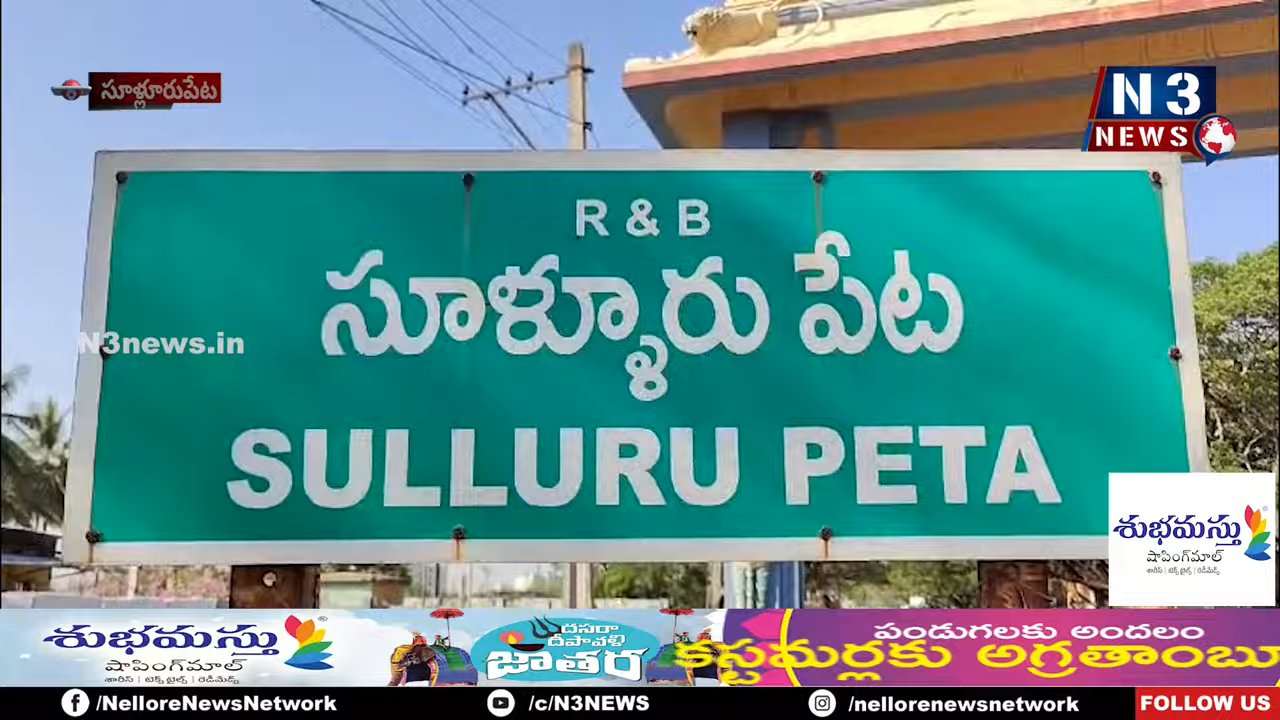 సూళ్లూరుపేట
N3
NEWS
R & B
సూళ్ళూరు పేట
N3news.in
SULLURU PETA
శుభమస్తు
షాపింగ్‌మాల్
శారీస్ | టెక్స్‌టైల్స్ | రెడీమేడ్స్
శుభమస్తు
షాపింగ్‌మాల్
శారీస్ | టెక్స్‌టైల్స్ | రెడీమేడ్స్
దసరా
దీపావళి
జాతర
పండుగలకు అందలం
కస్టమర్లకు అగ్రతాంబూ
/NelloreNewsNetwork
/c/N3NEWS
/nellorenewsnetwork
FOLLOW US